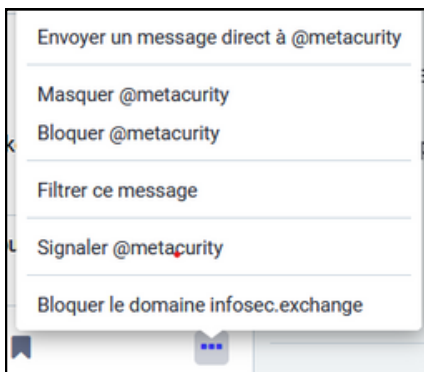 Envoyer un message direct à @metacurity
Masquer @metacurity
Bloquer @metacurity
Filtrer ce message
Signaler @metacurity
Bloquer le domaine infosec.exchange